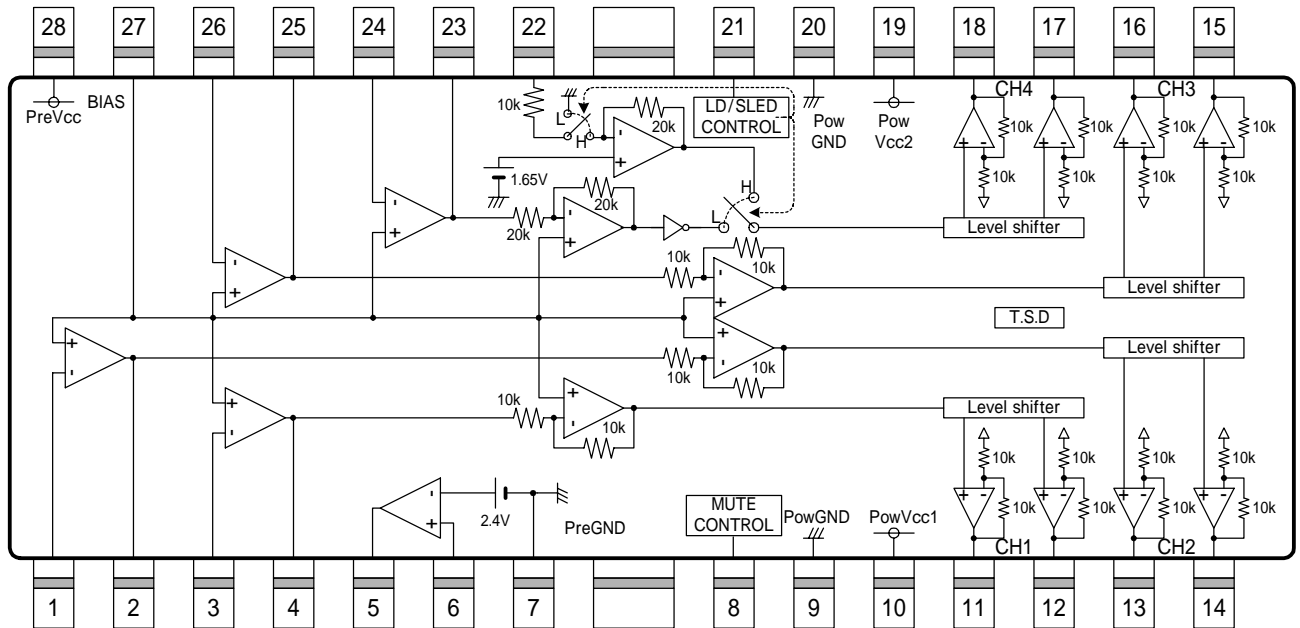 28 27 26 25 24 23 22 21 20 19 18 17 16 15
PreVcc
BIAS
10k
L
H
-
+
20k
LD/SLED
CONTROL
Pow
GND
Pow
Vcc2
CH4
CH3
+ -
10k
10k
+ -
10k
10k
+ -
10k
10k
+ -
10k
10k
1.65V
-
+
20k
-
+
20k
H
L
Level shifter
-
+
10k
-
+
10k
Level shifter
T.S.D
+
-
10k
+
-
10k
Level shifter
+
-
10k
+
-
10k
Level shifter
-
+
2.4V
PreGND
MUTE
CONTROL
PowGND
PowVcc1
+ -
10k
10k
+ -
10k
10k
+ -
10k
10k
+ -
10k
10k
CH1
CH2
1 2 3 4 5 6 7 8 9 10 11 12 13 14